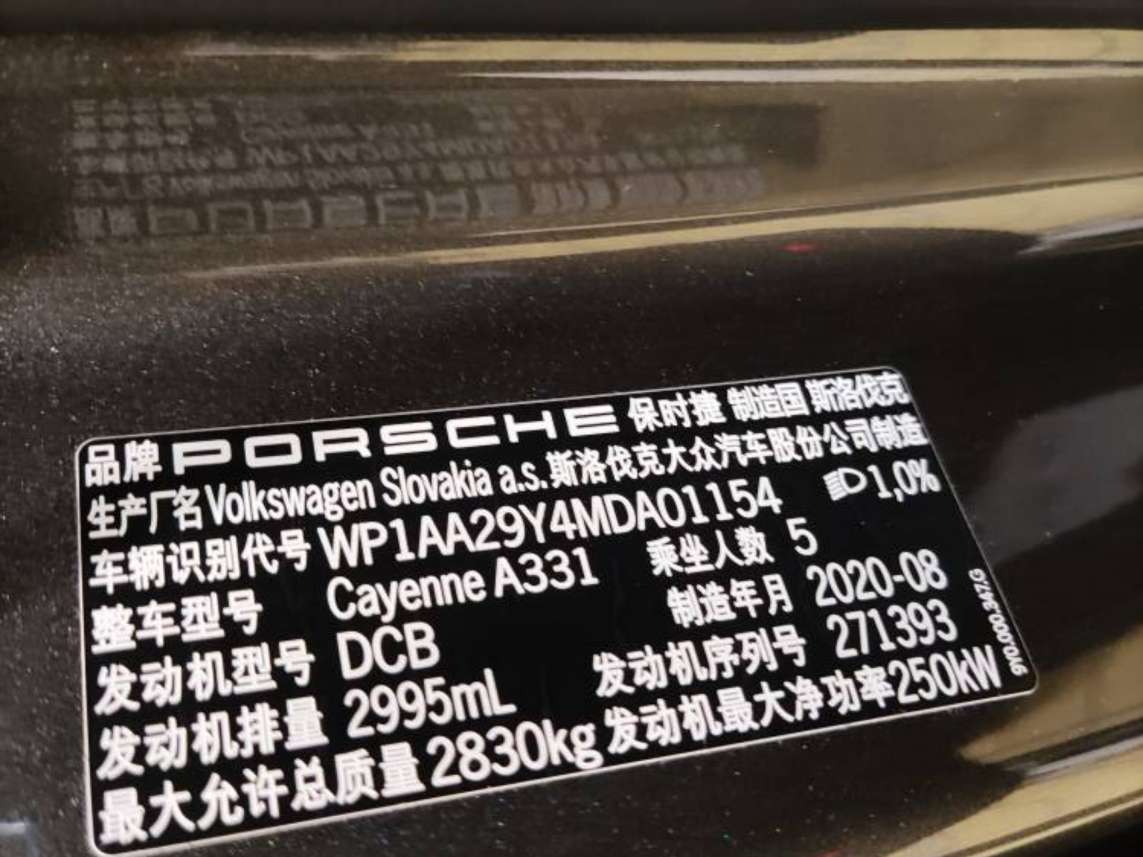 品牌 PORSCHE 保时捷 制造国 斯洛伐克
生产厂名 Volkswagen Slovakia a.s. 斯洛伐克大众汽车股份公司制造
车辆识别代号 WP1AA29Y4MDA01154 1,0%
整车型号 Cayenne A331 乘坐人数 5
发动机型号 DCB 制造年月 2020-08
发动机排量 2995mL 发动机序列号 271393
最大允许总质量 2830kg 发动机最大净功率 250kW